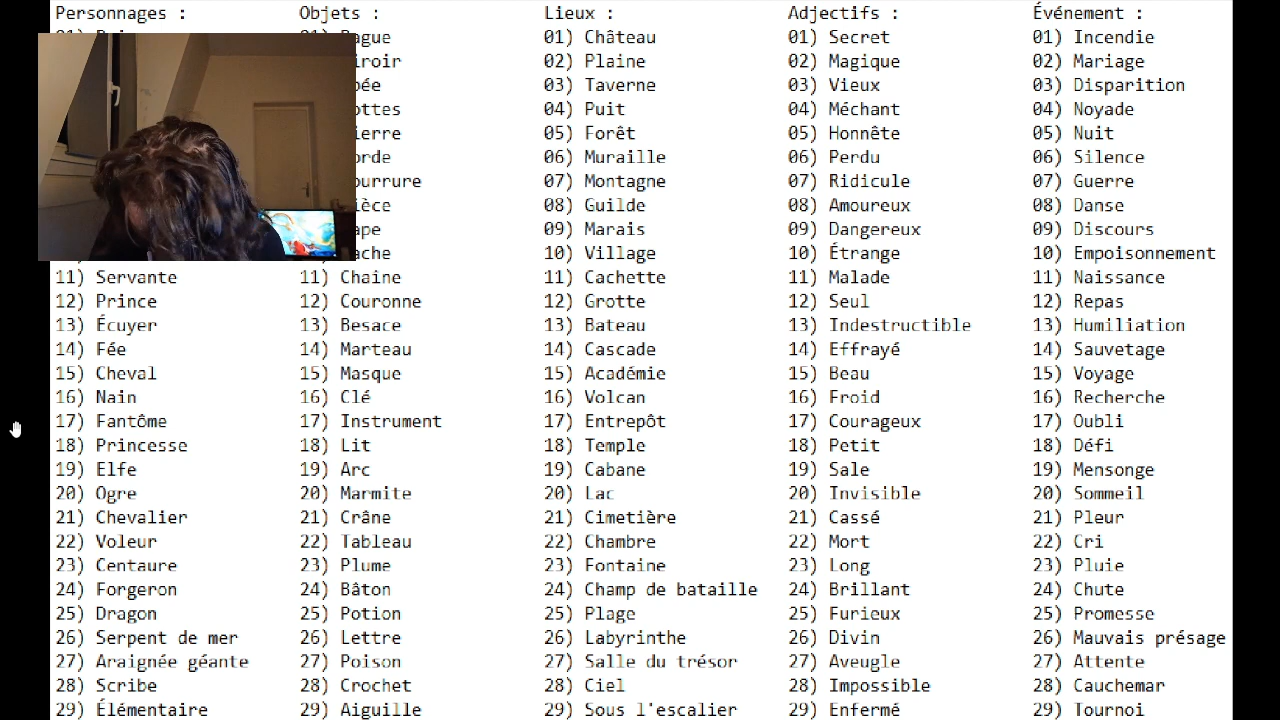 Personnages : Objets : Lieux : Adjectifs : Événement :
01) Château 01) Secret 01) Incendie
02) Plaine 02) Magique 02) Mariage
03) Taverne 03) Vieux 03) Disparition
04) Puit 04) Méchant 04) Noyade
05) Forêt 05) Honnête 05) Nuit
06) Muraille 06) Perdu 06) Silence
07) Montagne 07) Ridicule 07) Guerre
08) Guilde 08) Amoureux 08) Danse
09) Marais 09) Dangereux 09) Discours
10) Village 10) Étrange 10) Empoisonnement
11) Servante 11) Chaine 11) Cachette 11) Malade 11) Naissance
12) Prince 12) Couronne 12) Grotte 12) Seul 12) Repas
13) Écuyer 13) Besace 13) Bateau 13) Indestructible 13) Humiliation
14) Fée 14) Marteau 14) Cascade 14) Effrayé 14) Sauvetage
15) Cheval 15) Masque 15) Académie 15) Beau 15) Voyage
16) Nain 16) Clé 16) Volcan 16) Froid 16) Recherche
17) Fantôme 17) Instrument 17) Entrepôt 17) Courageux 17) Oubli
18) Princesse 18) Lit 18) Temple 18) Petit 18) Défi
19) Elfe 19) Arc 19) Cabane 19) Sale 19) Mensonge
20) Ogre 20) Marmite 20) Lac 20) Invisible 20) Sommeil
21) Chevalier 21) Crâne 21) Cimetière 21) Cassé 21) Pleur
22) Voleur 22) Tableau 22) Chambre 22) Mort 22) Cri
23) Centaure 23) Plume 23) Fontaine 23) Long 23) Pluie
24) Forgeron 24) Bâton 24) Champ de bataille 24) Brillant 24) Chute
25) Dragon 25) Potion 25) Plage 25) Furieux 25) Promesse
26) Serpent de mer 26) Lettre 26) Labyrinthe 26) Divin 26) Mauvais présage
27) Araignée géante 27) Poison 27) Salle du trésor 27) Aveugle 27) Attente
28) Scribe 28) Crochet 28) Ciel 28) Impossible 28) Cauchemar
29) Élémentaire 29) Aiguille 29) Sous l'escalier 29) Enfermé 29) Tournoi